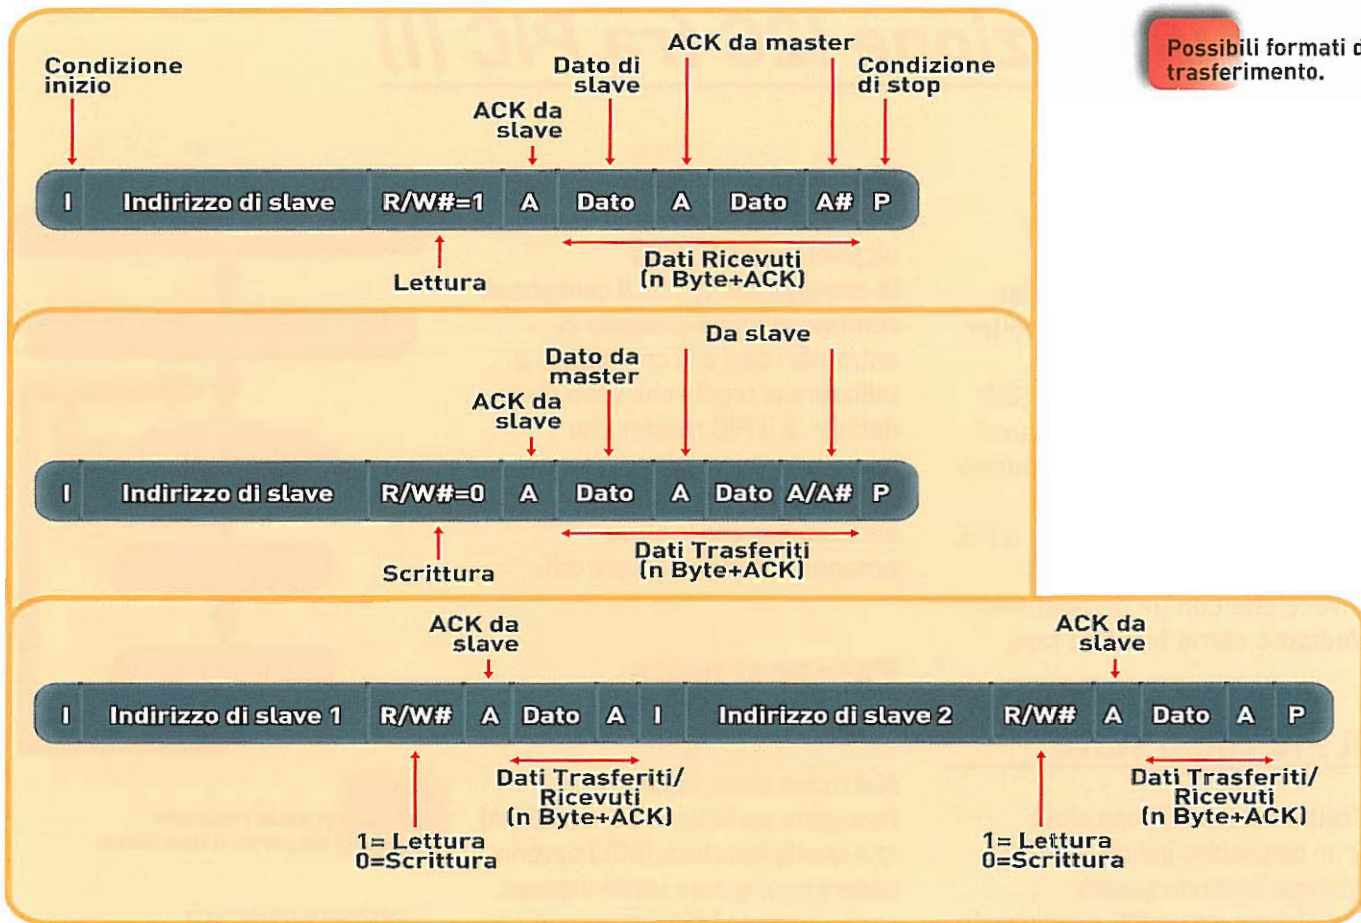 Possibili formati d
trasferimento.
Condizione
inizio
ACK da
slave
Dato di
slave
ACK da master
Condizione
di stop
I Indirizzo di slave R/W#=1 A Dato A Dato A# P
Lettura
Dati Ricevuti
(n Byte+ACK)
ACK da
slave
Dato da
master
Da slave
I Indirizzo di slave R/W#=0 A Dato A Dato A/A# P
Scrittura
Dati Trasferiti
(n Byte+ACK)
ACK da
slave
ACK da
slave
I Indirizzo di slave 1 R/W# A Dato A I Indirizzo di slave 2 R/W# A Dato A P
Dati Trasferiti/
Ricevuti
(n Byte+ACK)
Dati Trasferiti/
Ricevuti
(n Byte+ACK)
1= Lettura
0=Scrittura
1= Lettura
0=Scrittura